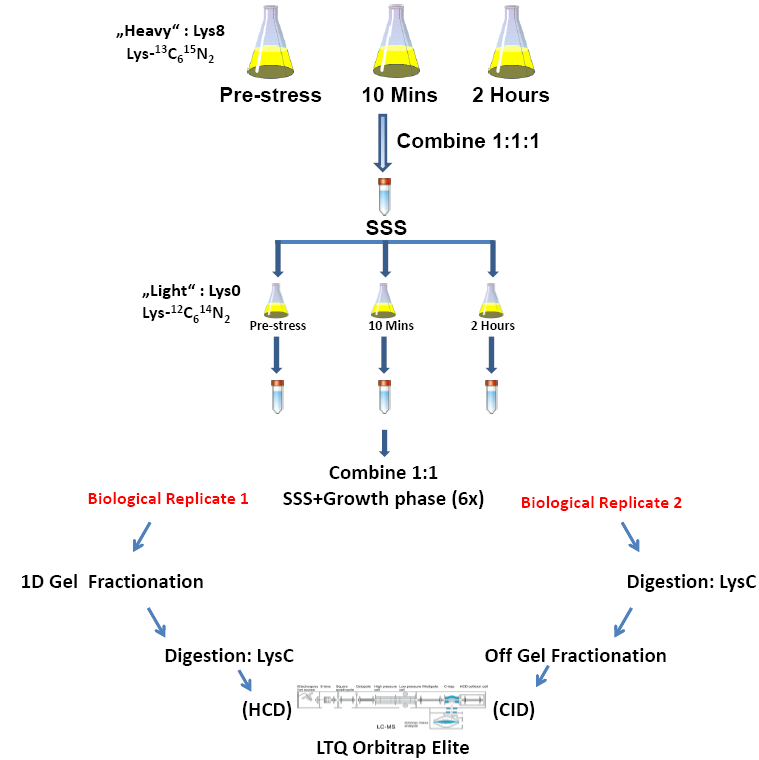 „Heavy“ : Lys8
Lys-¹³C₆¹⁵N₂
Pre-stress 10 Mins 2 Hours
Combine 1:1:1
SSS
„Light“ : Lys0
Lys-¹²C₆¹⁴N₂
Pre-stress 10 Mins 2 Hours
Combine 1:1
SSS+Growth phase (6x)
Biological Replicate 1
Biological Replicate 2
1D Gel Fractionation
Digestion: LysC
Digestion: LysC
Off Gel Fractionation
(HCD)
LC-MS
(CID)
LTQ Orbitrap Elite